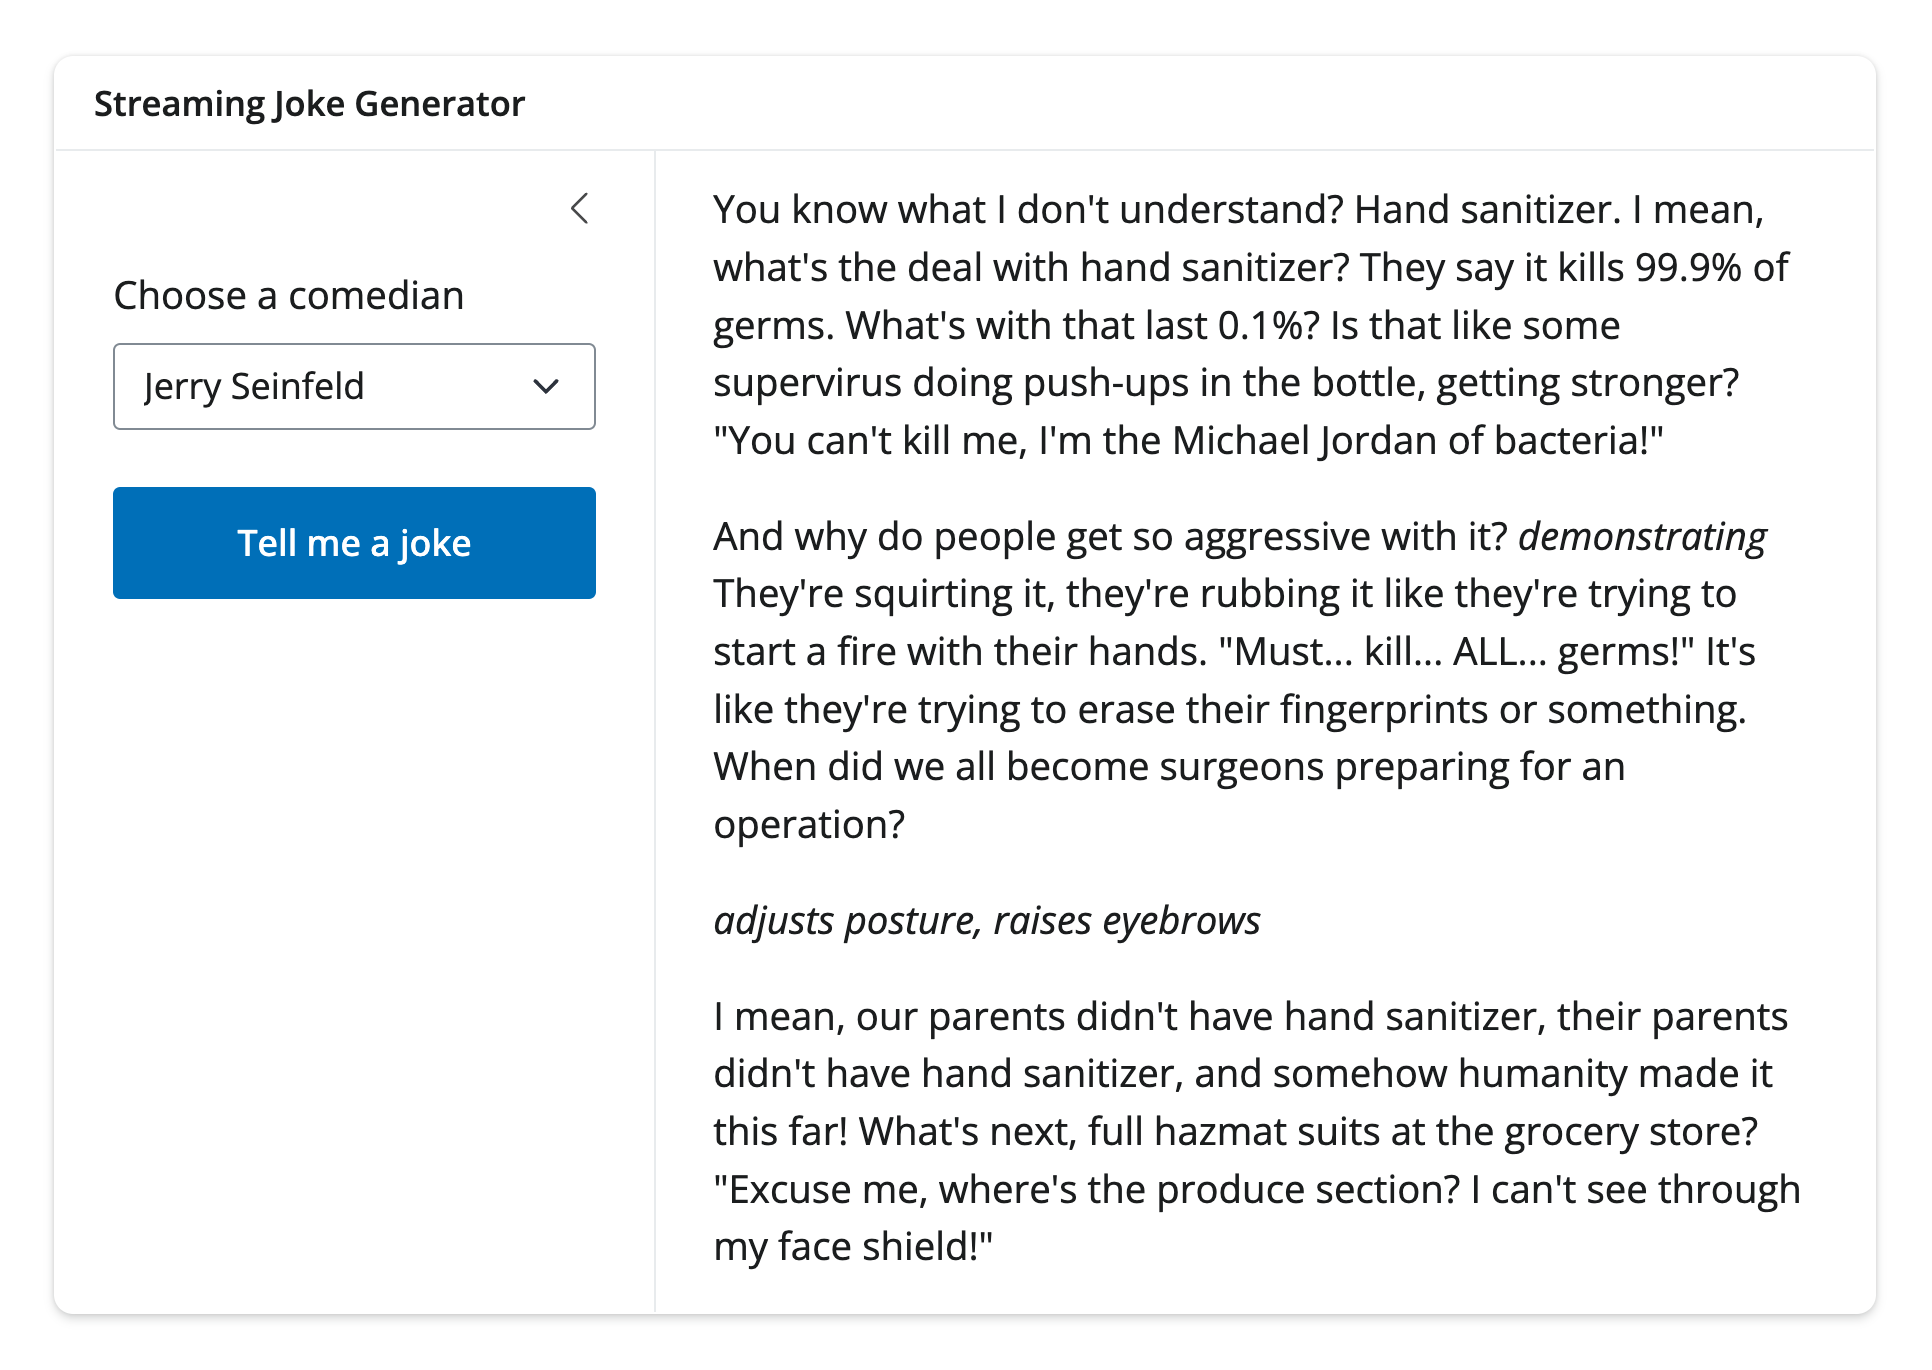 Streaming Joke Generator
Choose a comedian
Jerry Seinfeld
Tell me a joke
You know what I don't understand? Hand sanitizer. I mean,
what's the deal with hand sanitizer? They say it kills 99.9% of
germs. What's with that last 0.1%? Is that like some
supervirus doing push-ups in the bottle, getting stronger?
"You can't kill me, I'm the Michael Jordan of bacteria!"
And why do people get so aggressive with it? demonstrating
They're squirting it, they're rubbing it like they're trying to
start a fire with their hands. "Must... kill... ALL... germs!" It's
like they're trying to erase their fingerprints or something.
When did we all become surgeons preparing for an
operation?
adjusts posture, raises eyebrows
I mean, our parents didn't have hand sanitizer, their parents
didn't have hand sanitizer, and somehow humanity made it
this far! What's next, full hazmat suits at the grocery store?
"Excuse me, where's the produce section? I can't see through
my face shield!"